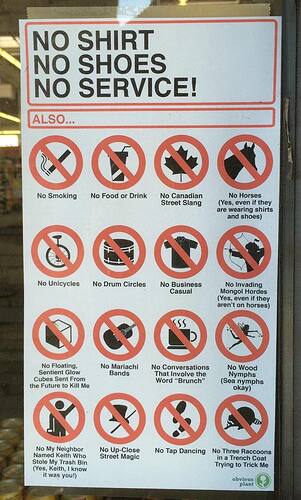 NO SHIRT
NO SHOES
NO SERVICE!
ALSO...
No Smoking
No Food or Drink
No Canadian
Street Slang
No Horses
(Yes, even if they
are wearing shirts
and shoes)
No Unicycles
No Drum Circles
No Business
Casual
No Invading
Mongol Hordes
(Yes, even if they
aren't on horses)
No Floating,
Sentient Glow
Cubes Sent From
the Future to Kill Me
No Mariachi
Bands
No Conversations
That Involve the
Word "Brunch"
No Wood
Nymphs
(Sea nymphs
okay)
No My Neighbor
Named Keith Who
Stole My Trash Bin
(Yes, Keith, I know
it was you!)
No Up-Close
Street Magic
No Tap Dancing
No Three Raccoons
in a Trench Coat
Trying to Trick Me
obvious
plant